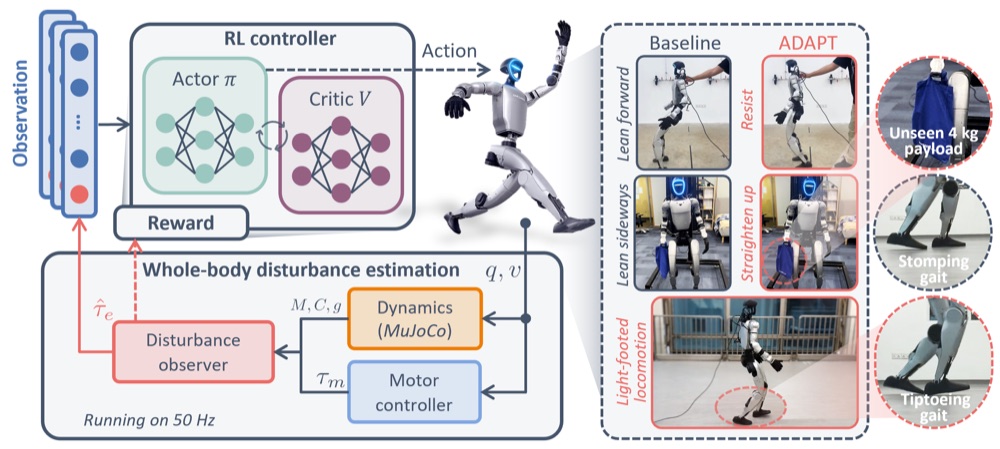 Observation
...
RL controller
Actor π
Critic V
Reward
Action
Whole-body disturbance estimation
q, v
M, C, g
Dynamics
(MuJoCo)
τ̂e
Disturbance
observer
τm
Motor
controller
Running on 50 Hz
Baseline
ADAPT
Lean forward
Resist
Lean sideways
Straighten up
Light-footed
locomotion
Unseen 4 kg
payload
Stomping
gait
Tiptoeing
gait